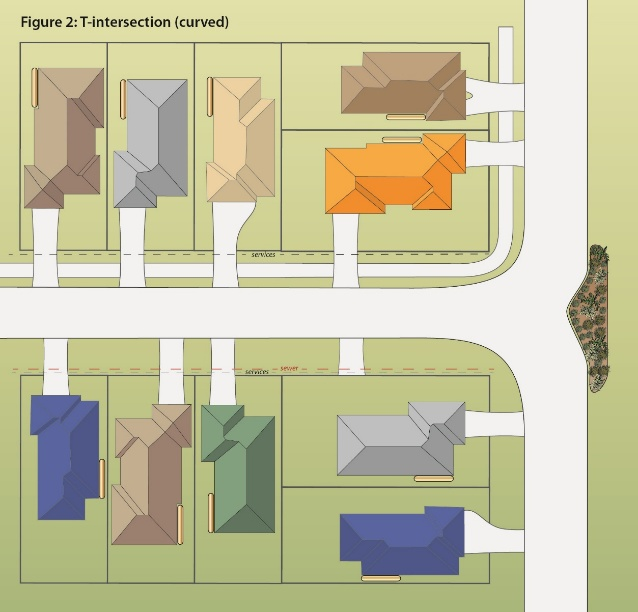 Figure 2: T-intersection (curved)
services
sewer
services